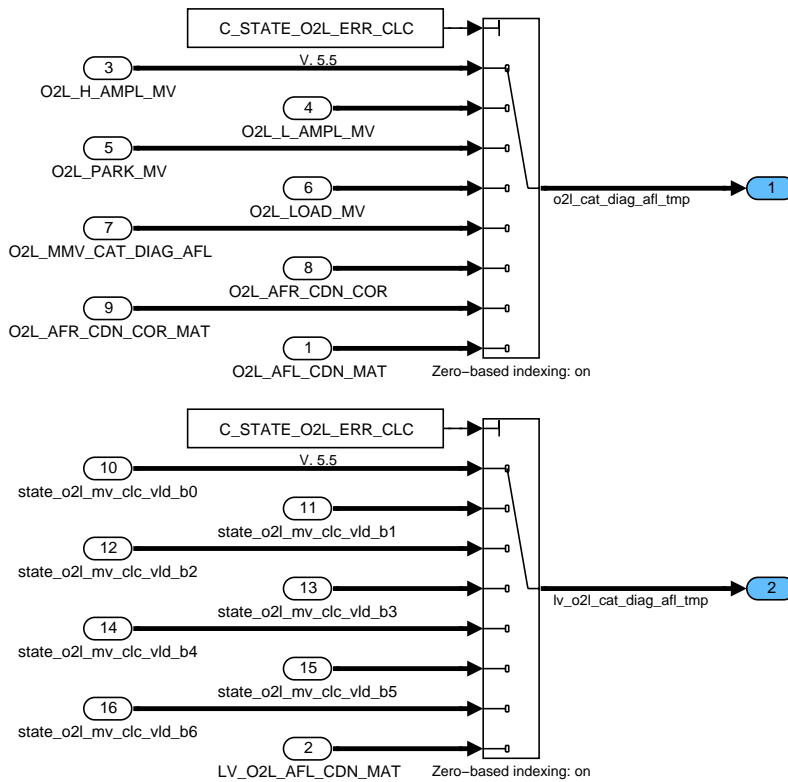 C_STATE_O2L_ERR_CLC
V. 5.5
3
O2L_H_AMPL_MV
4
O2L_L_AMPL_MV
5
O2L_PARK_MV
6
O2L_LOAD_MV
o2l_cat_diag_afl_tmp
1
7
O2L_MMV_CAT_DIAG_AFL
8
O2L_AFR_CDN_COR
9
O2L_AFR_CDN_COR_MAT
1
O2L_AFL_CDN_MAT
Zero−based indexing: on
C_STATE_O2L_ERR_CLC
V. 5.5
10
state_o2l_mv_clc_vld_b0
11
state_o2l_mv_clc_vld_b1
12
state_o2l_mv_clc_vld_b2
13
state_o2l_mv_clc_vld_b3
lv_o2l_cat_diag_afl_tmp
2
14
state_o2l_mv_clc_vld_b4
15
state_o2l_mv_clc_vld_b5
16
state_o2l_mv_clc_vld_b6
2
LV_O2L_AFL_CDN_MAT
Zero−based indexing: on